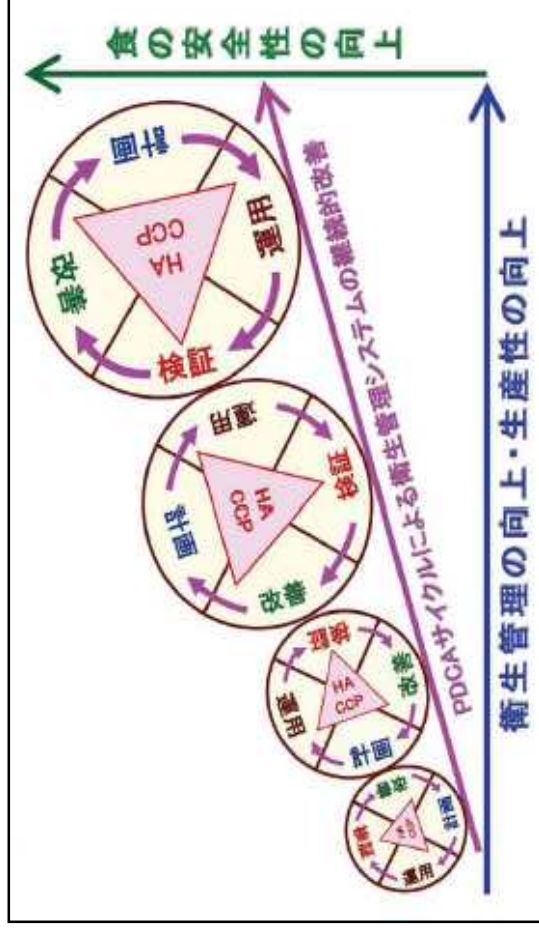 食の安全性の向上
計画
運用
検証
改善
HA
CCP
運用
検証
改善
計画
HA
CCP
検証
改善
計画
運用
HA
CCP
改善
計画
運用
検証
HA
CCP
PDCAサイクルによる衛生管理システムの継続的改善
衛生管理の向上・生産性の向上